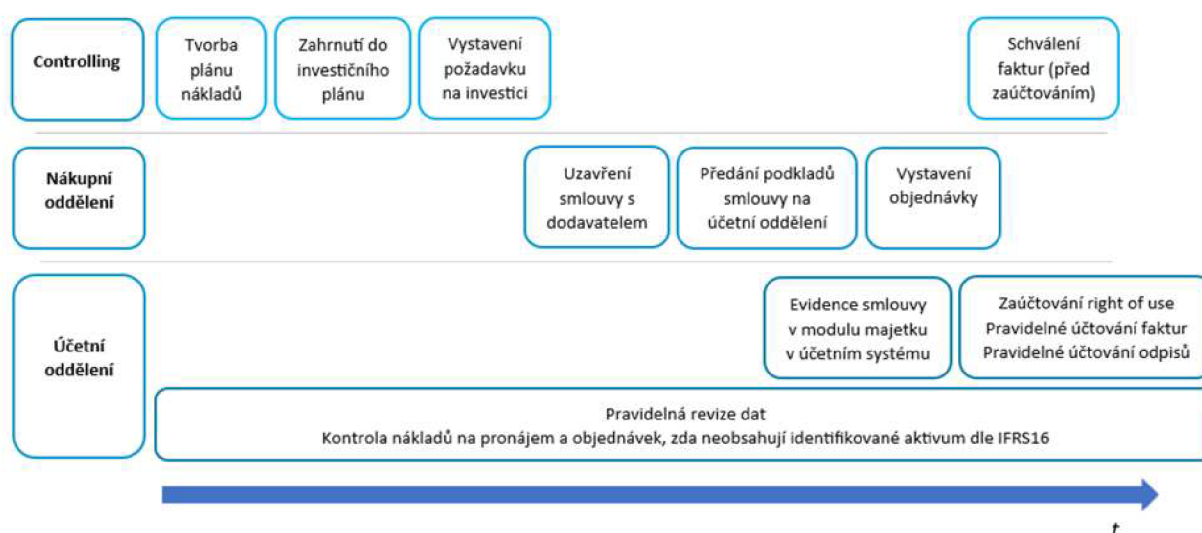 Controlling
Tvorba
plánu
nákladů
Zahrnutí do
investičního
plánu
Vystavení
požadavku
na investici
Schválení
faktur (před
zaúčtováním)
Nákupní
oddělení
Uzavření
smlouvy s
dodavatelem
Předání podkladů
smlouvy na
účetní oddělení
Vystavení
objednávky
Účetní
oddělení
Evidence smlouvy
v modulu majetku
v účetním systému
Zaúčtování right of use
Pravidelné účtování faktur
Pravidelné účtování odpisů
Pravidelná revize dat
Kontrola nákladů na pronájem a objednávek, zda neobsahují identifikované aktivum dle IFRS16
t